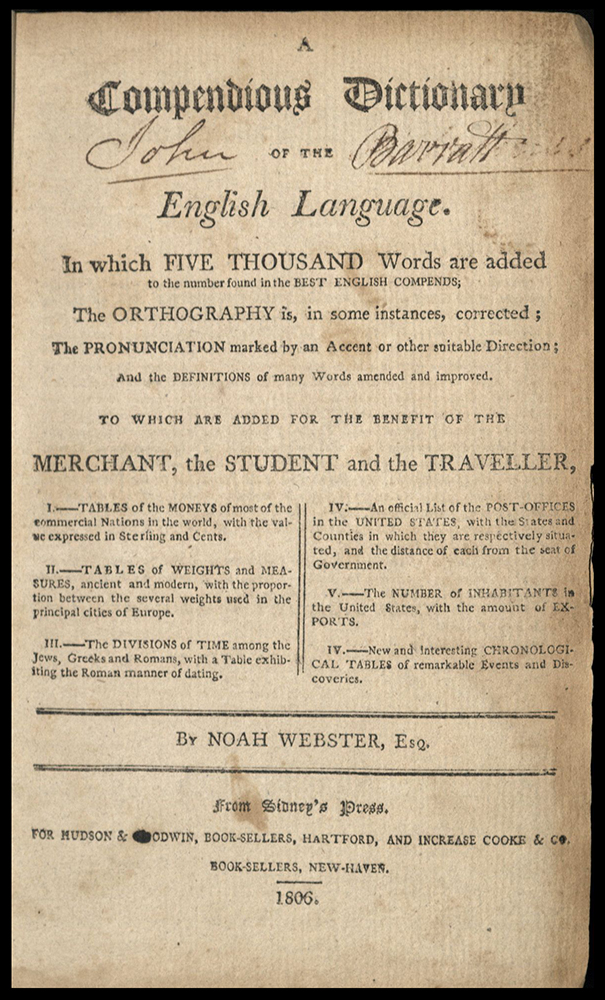 A
Compendious Dictionary
John OF THE Barratt
English Language.
In which FIVE THOUSAND Words are added
to the number found in the BEST ENGLISH COMPENDS;
The ORTHOGRAPHY is, in some instances, corrected;
The PRONUNCIATION marked by an Accent or other suitable Direction;
And the DEFINITIONS of many Words amended and improved.
TO WHICH ARE ADDED FOR THE BENEFIT OF THE
MERCHANT, the STUDENT and the TRAVELLER,
I.—TABLES of the MONEYS of most of the
commercial Nations in the world, with the val-
ue expressed in Sterling and Cents.
II.—TABLES of WEIGHTS and MEA-
SURES, ancient and modern, with the propor-
tion between the several weights used in the
principal cities of Europe.
III.—The DIVISIONS of TIME among the
Jews, Greeks and Romans, with a Table exhib-
iting the Roman manner of dating.
IV.—An official List of the POST-OFFICES
in the UNITED STATES, with the States and
Counties in which they are respectively situa-
ted, and the distance of each from the seat of
Government.
V.—The NUMBER of INHABITANTS in
the United States, with the amount of EX-
PORTS.
IV.—New and interesting CHRONOLOGI-
CAL TABLES of remarkable Events and Dis-
coveries.
By NOAH WEBSTER, Esq.
From Sidney's Press.
FOR HUDSON & GOODWIN, BOOK-SELLERS, HARTFORD, AND INCREASE COOKE & CO.
BOOK-SELLERS, NEW-HAVEN.
1806.